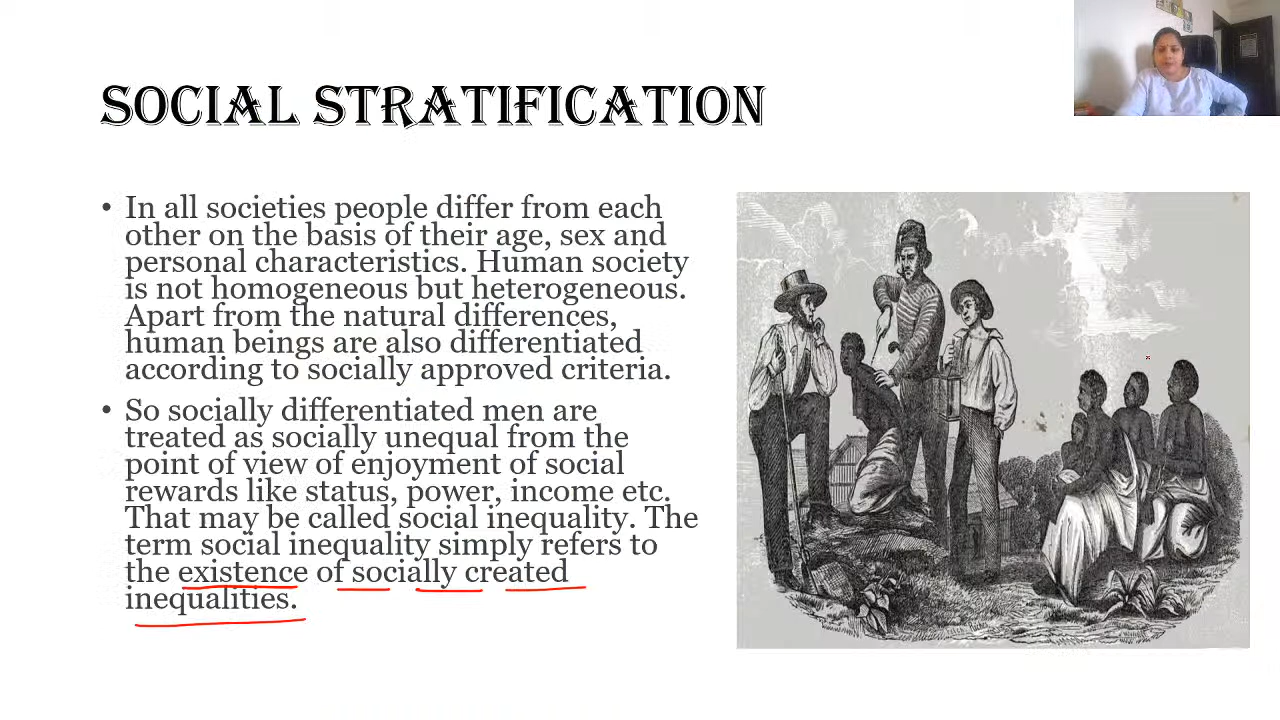 SOCIAL STRATIFICATION
• In all societies people differ from each
other on the basis of their age, sex and
personal characteristics. Human society
is not homogeneous but heterogeneous.
Apart from the natural differences,
human beings are also differentiated
according to socially approved criteria.
• So socially differentiated men are
treated as socially unequal from the
point of view of enjoyment of social
rewards like status, power, income etc.
That may be called social inequality. The
term social inequality simply refers to
the existence of socially created
inequalities.